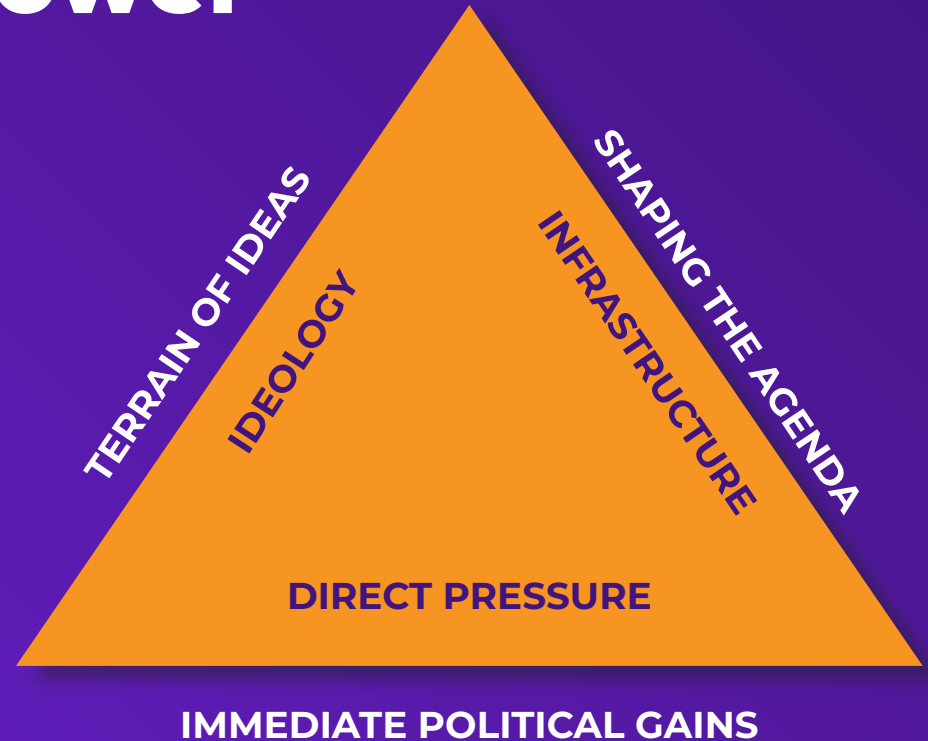 TERRAIN OF IDEAS
SHAPING THE AGENDA
IDEOLOGY
INFRASTRUCTURE
DIRECT PRESSURE
IMMEDIATE POLITICAL GAINS